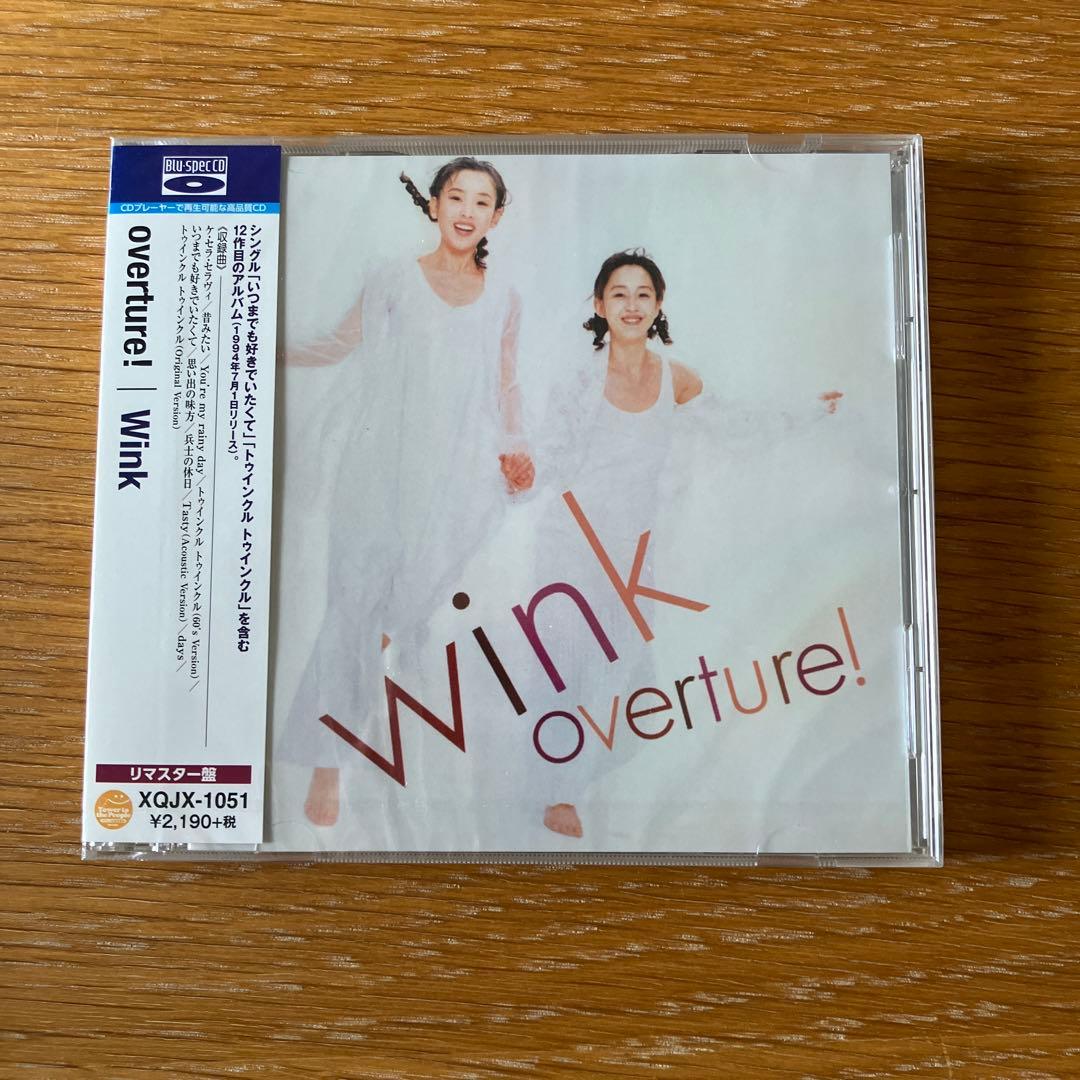 Blu-spec CD
CDプレーヤーで再生可能な高品質CD
overture! | Wink
シングル「いつまでも好きでいたくて」「トゥインクル トゥインクル」を含む
12作目のアルバム(1994年7月1日リリース)。
《収録曲》
ケ・セラ・セラヴィ/昔みたい/You're my rainy day/トゥインクル トゥインクル(60's Version)/
いつまでも好きでいたくて/思い出の味方/兵士の休日/Tasty(Acoustic Version)/days/
トゥインクル トゥインクル(Original Version)
リマスター盤
Tower to
the People
XQJX-1051
¥2,190+税
wink
overture!